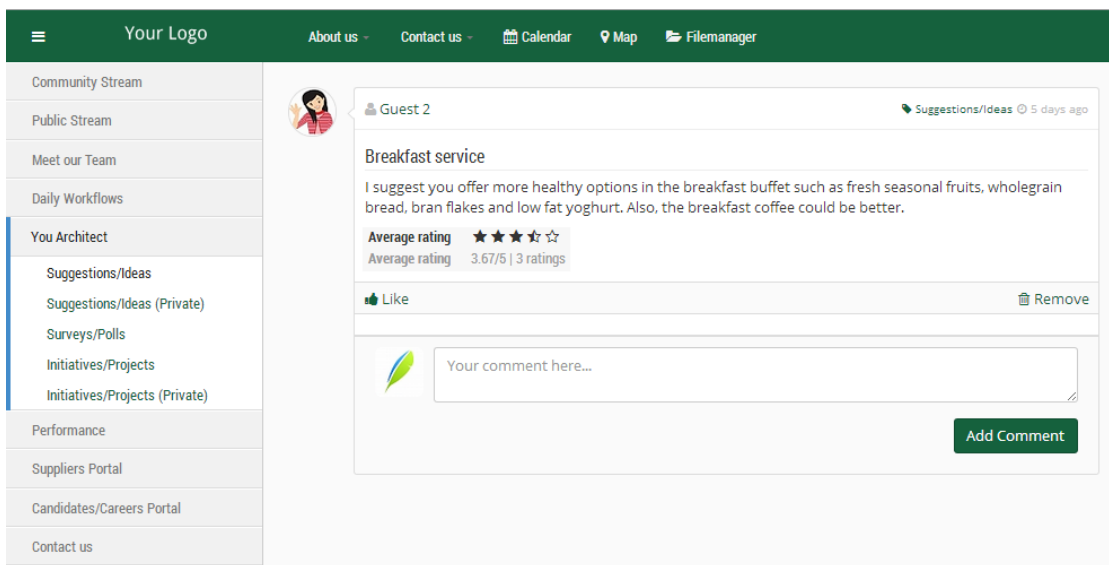 Your Logo
About us
Contact us
Calendar
Map
Filemanager
Community Stream
Public Stream
Meet our Team
Daily Workflows
You Architect
Suggestions/Ideas
Suggestions/Ideas (Private)
Surveys/Polls
Initiatives/Projects
Initiatives/Projects (Private)
Performance
Suppliers Portal
Candidates/Careers Portal
Contact us
Guest 2
Suggestions/Ideas 5 days ago
Breakfast service
I suggest you offer more healthy options in the breakfast buffet such as fresh seasonal fruits, wholegrain
bread, bran flakes and low fat yoghurt. Also, the breakfast coffee could be better.
Average rating
Average rating 3.67/5 | 3 ratings
Like
Remove
Your comment here...
Add Comment